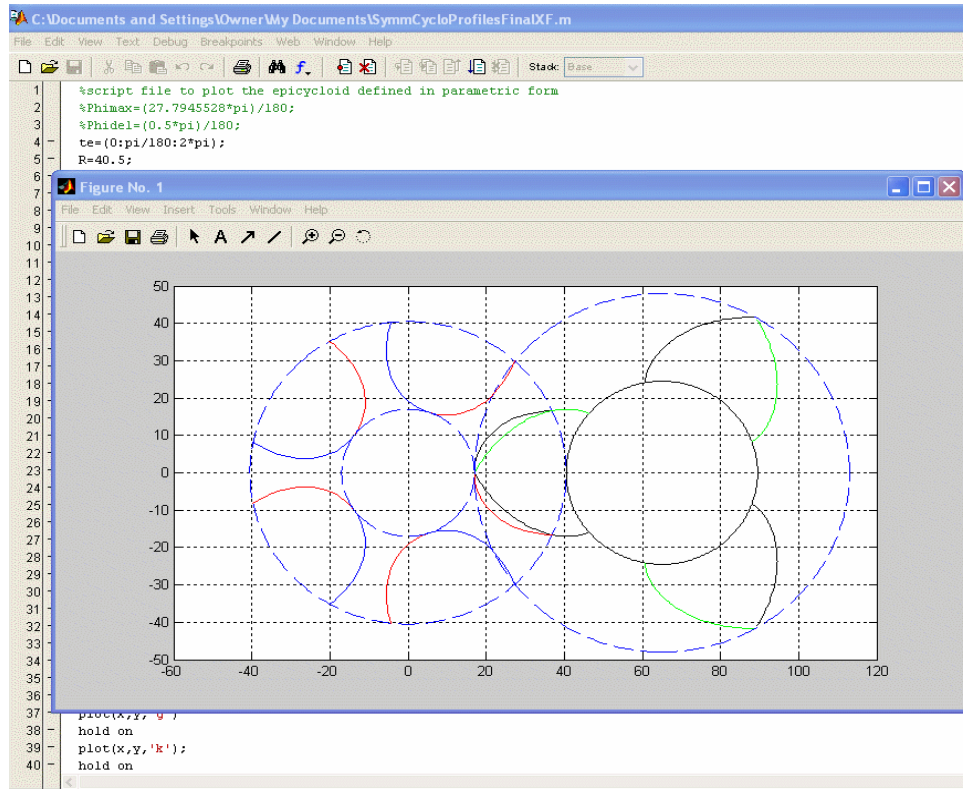 C:\Documents and Settings\Owner\My Documents\SymmCycloProfilesFinalXF.m
File Edit View Text Debug Breakpoints Web Window Help
Stack: Base
1 %script file to plot the epicycloid defined in parametric form
2 %Phimax=(27.7945528*pi)/180;
3 %Phidel=(0.5*pi)/180;
4 - te=(0:pi/180:2*pi);
5 - R=40.5;
6
7
8
9
10
11
12
13
14
15
16
17
18
19
20
21
22
23
24
25
26
27
28
29
30
31
32
33
34
35
36
Figure No. 1
File Edit View Insert Tools Window Help
50
40
30
20
10
0
-10
-20
-30
-40
-50
-60 -40 -20 0 20 40 60 80 100 120
37 - plot(x,y,'g')
38 - hold on
39 - plot(x,y,'k');
40 - hold on